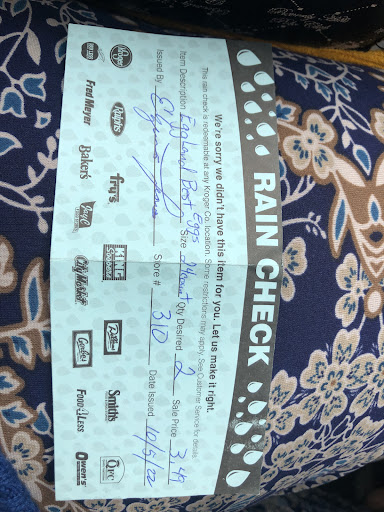 RAIN CHECK
We're sorry we didn't have this item for you. Let us make it right.
This rain check is redeemable at any Kroger Co. location. Some restrictions may apply. See Customer Service for details.
Item Description Eggland Best Eggs Size 24count Qty Desired 2 Sale Price 3.49
Issued By Store # 310 Date Issued 10/5/22
Kroger Ralphs fry's Dillons Smith's QFC
Fred Meyer Baker's City Market Gerbes FOOD 4 LESS Owen's